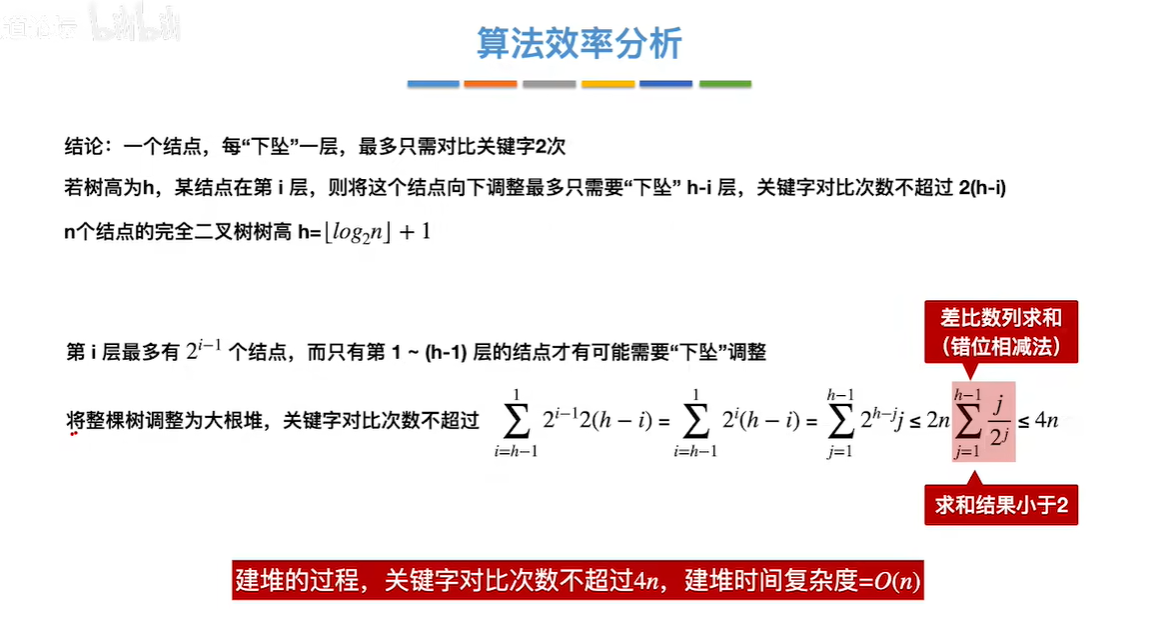 算法效率分析
结论：一个结点，每“下坠”一层，最多只需对比关键字2次
若树高为h，某结点在第 i 层，则将这个结点向下调整最多只需要“下坠” h-i 层，关键字对比次数不超过 2(h-i)
n个结点的完全二叉树树高 h=⌊log₂n⌋ + 1
差比数列求和
（错位相减法）
第 i 层最多有 2^{i−1} 个结点，而只有第 1 ~ (h-1) 层的结点才有可能需要“下坠”调整
将整棵树调整为大根堆，关键字对比次数不超过 \sum_{i=h-1}^{1} 2^{i-1}2(h − i) = \sum_{i=h-1}^{1} 2^{i}(h − i) = \sum_{j=1}^{h-1} 2^{h-j}j ≤ 2n \sum_{j=1}^{h-1} \frac{j}{2^{j}} ≤ 4n
求和结果小于2
建堆的过程，关键字对比次数不超过4n，建堆时间复杂度=O(n)